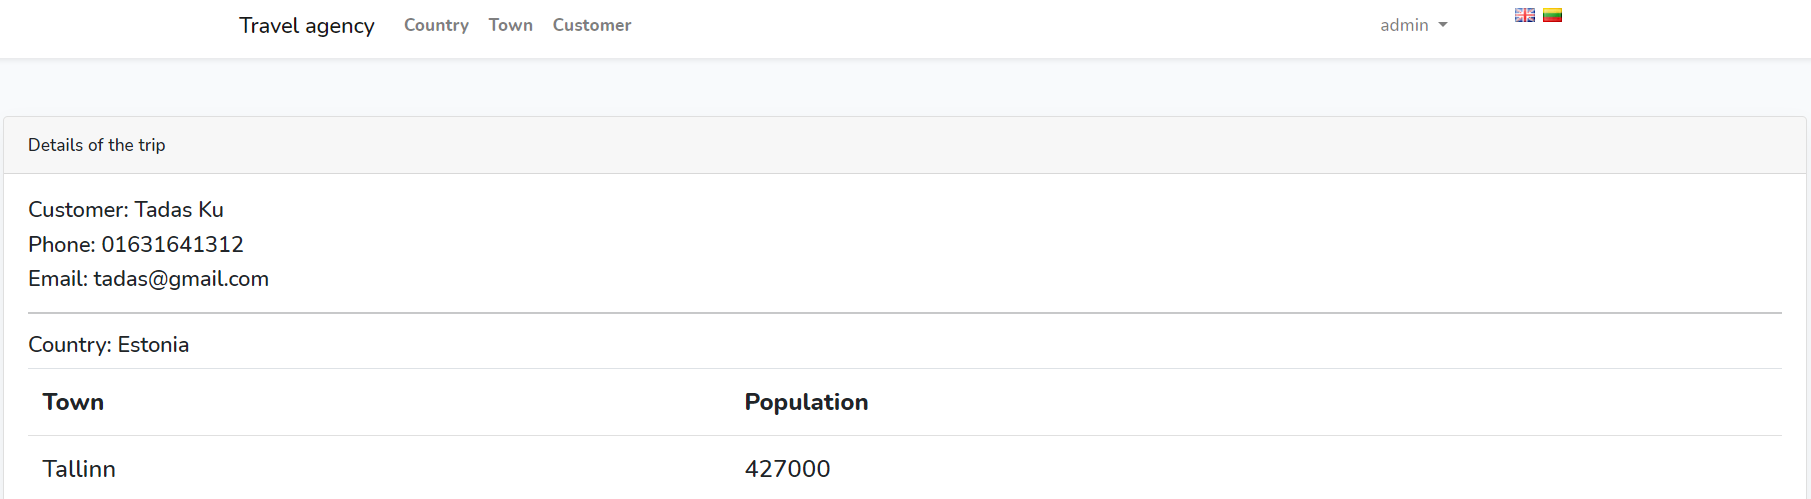 Travel agency Country Town Customer admin
Details of the trip
Customer: Tadas Ku
Phone: 01631641312
Email: tadas@gmail.com
Country: Estonia
Town Population
Tallinn 427000